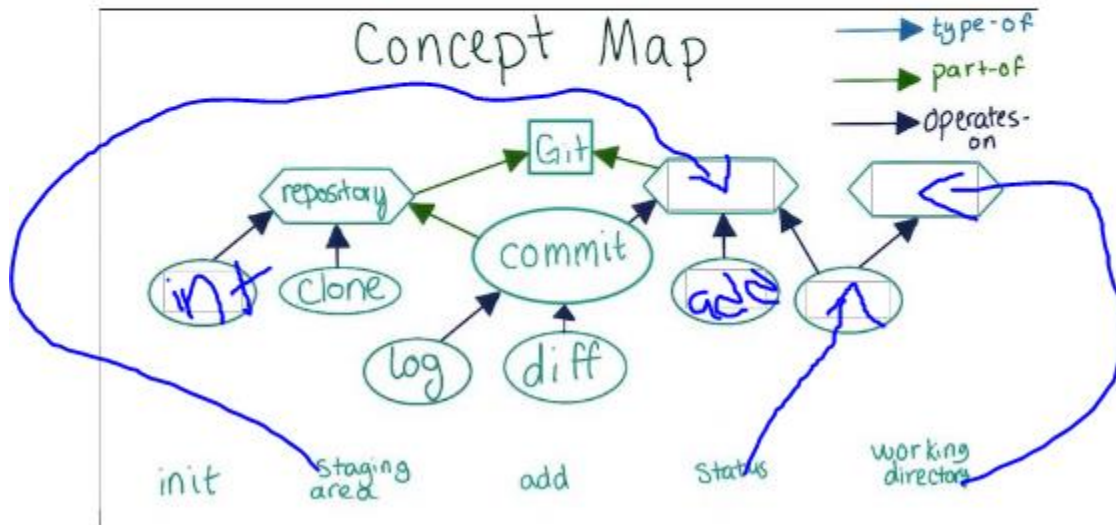 Concept Map
type-of
part-of
operates-
on
Git
repository
commit
int
clone
add
log
diff
init
staging
area
add
status
working
directory